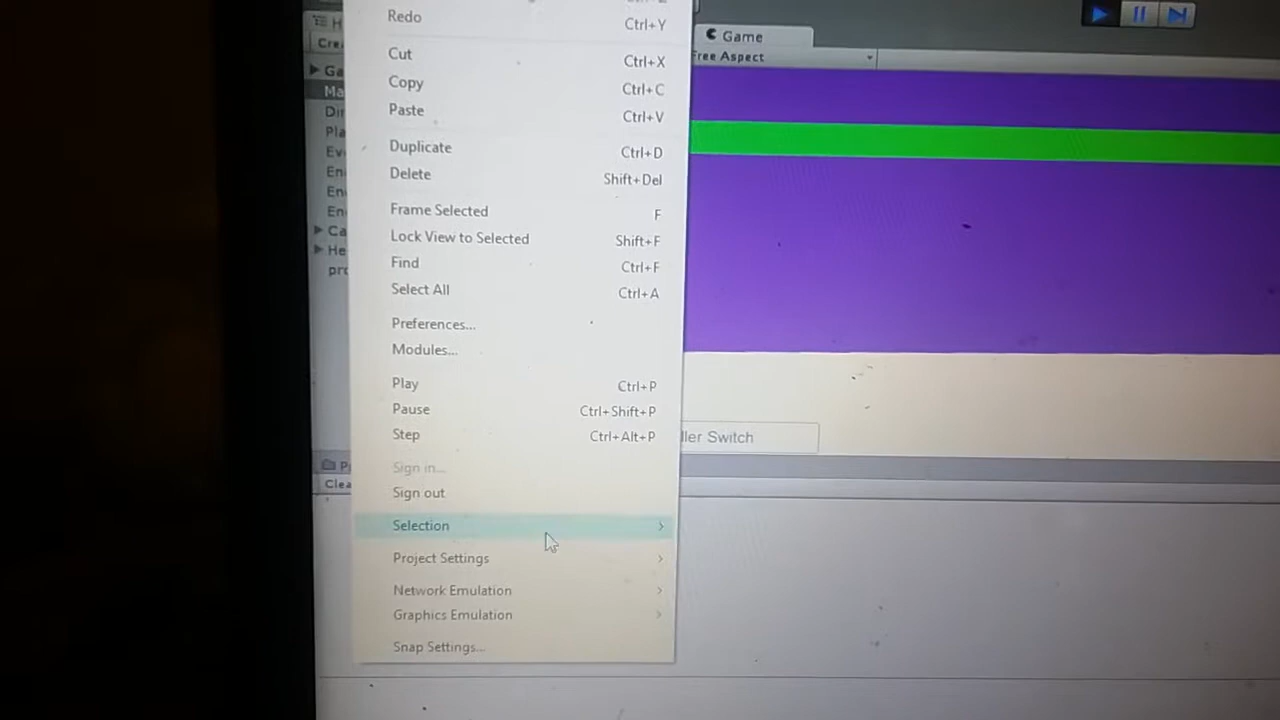 Redo Ctrl+Y
Game
Cut Ctrl+X
Free Aspect
Copy Ctrl+C
Paste Ctrl+V
Duplicate Ctrl+D
Delete Shift+Del
Frame Selected F
Lock View to Selected Shift+F
Find Ctrl+F
Select All Ctrl+A
Preferences...
Modules...
Play Ctrl+P
Pause Ctrl+Shift+P
Step Ctrl+Alt+P
ller Switch
Sign in...
Clea
Sign out
Selection >
Project Settings >
Network Emulation >
Graphics Emulation >
Snap Settings...